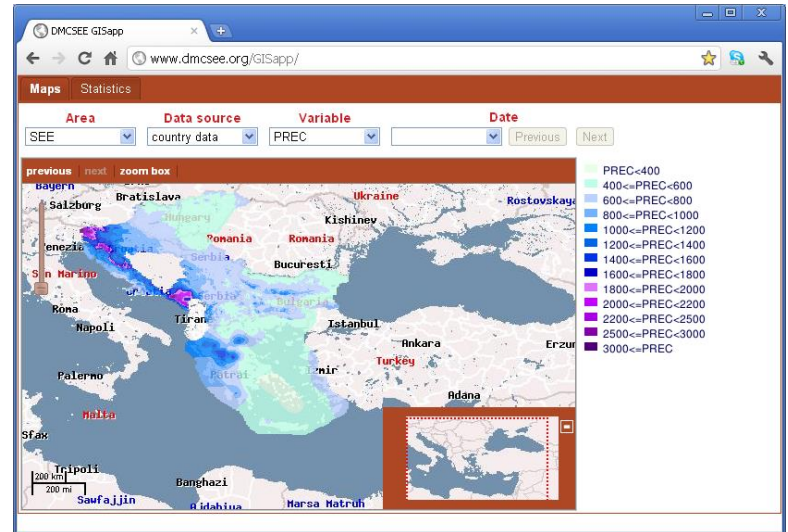 DMCSEE GISapp
www.dmcsee.org/GISapp/
Maps Statistics
Area Data source Variable Date
SEE country data PREC Previous Next
previous next zoom box
Bayern
Salzburg Bratislava Ukraine Rostovskaya
Hungary Kishinev
Venezia Croatia Romania Romania
Serbia
San Marino Bucuresti
Croatia Serbia Bulgaria
Roma Tiran Istanbul
Napoli Ankara Erzur
Turkey
Palermo Patrai Izmir
Adana
Malta
Sfax
Tripoli
200 km
200 mi
Banghazi
Sawfajjin Ajdabiya Marsa Matruh
PREC<400
400<=PREC<600
600<=PREC<800
800<=PREC<1000
1000<=PREC<1200
1200<=PREC<1400
1400<=PREC<1600
1600<=PREC<1800
1800<=PREC<2000
2000<=PREC<2200
2200<=PREC<2500
2500<=PREC<3000
3000<=PREC